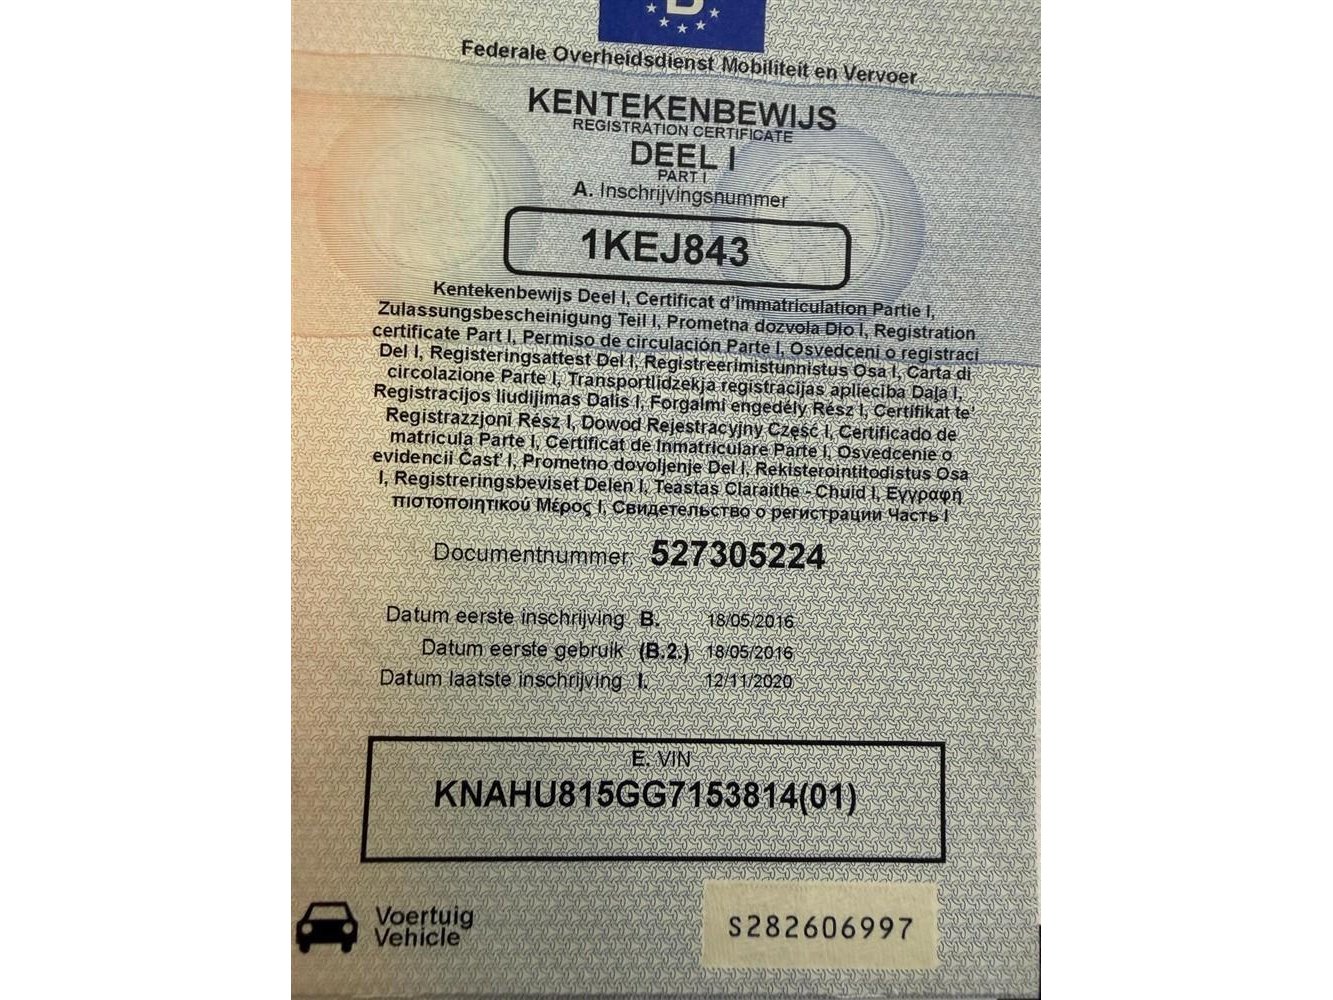 B
Federale Overheidsdienst Mobiliteit en Vervoer
KENTEKENBEWIJS
REGISTRATION CERTIFICATE
DEEL I
PART I
A. Inschrijvingsnummer
1KEJ843
Kentekenbewijs Deel I, Certificat d'immatriculation Partie I,
Zulassungsbescheinigung Teil I, Prometna dozvola Dio I, Registration
certificate Part I, Permiso de circulación Parte I, Osvedceni o registraci
Del I, Registeringsattest Del I, Registreerimistunnistus Osa I, Carta di
circolazione Parte I, Transportlidzekja registracijas aplieciba Daļa I,
Registracijos liudijimas Dalis I, Forgalmi engedély Rész I, Certifikat te'
Registrazzjoni Rész I, Dowod Rejestracyjny Część I, Certificado de
matricula Parte I, Certificat de Inmatriculare Parte I, Osvedcenie o
evidencii Časť I, Prometno dovoljenje Del I, Rekisterointitodistus Osa
I, Registreringsbeviset Delen I, Teastas Claraithe - Chuid I, Εγγραφη
πιστοποιητικού Μέρος I, Свидетельство о регистрации Часть I
Documentnummer: 527305224
Datum eerste inschrijving B. 18/05/2016
Datum eerste gebruik (B.2.) 18/05/2016
Datum laatste inschrijving I. 12/11/2020
E. VIN
KNAHU815GG7153814(01)
Voertuig
Vehicle
S282606997